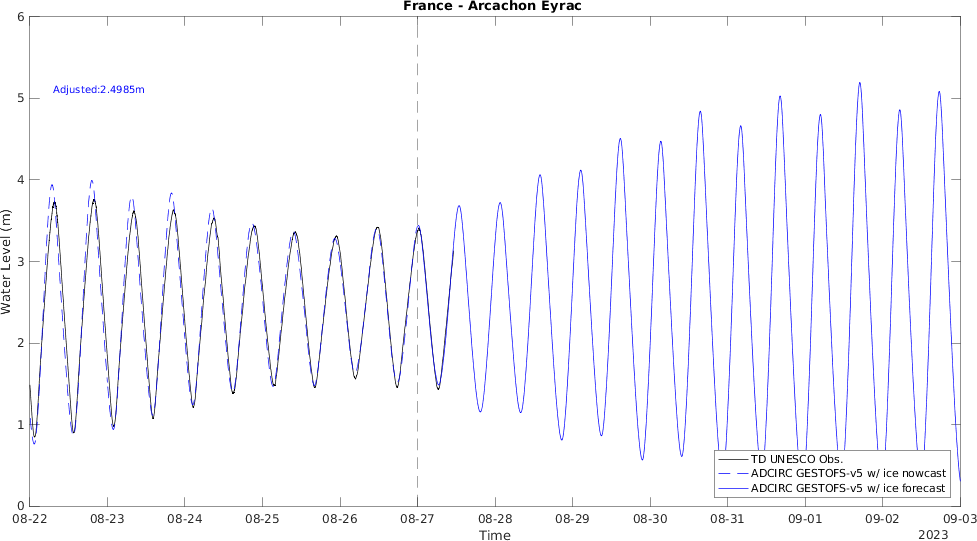 France - Arcachon Eyrac
Adjusted:2.4985m
Water Level (m)
6
5
4
3
2
1
0
TD UNESCO Obs.
ADCIRC GESTOFS-v5 w/ ice nowcast
ADCIRC GESTOFS-v5 w/ ice forecast
08-22 08-23 08-24 08-25 08-26 08-27 08-28 08-29 08-30 08-31 09-01 09-02 09-03
Time
2023